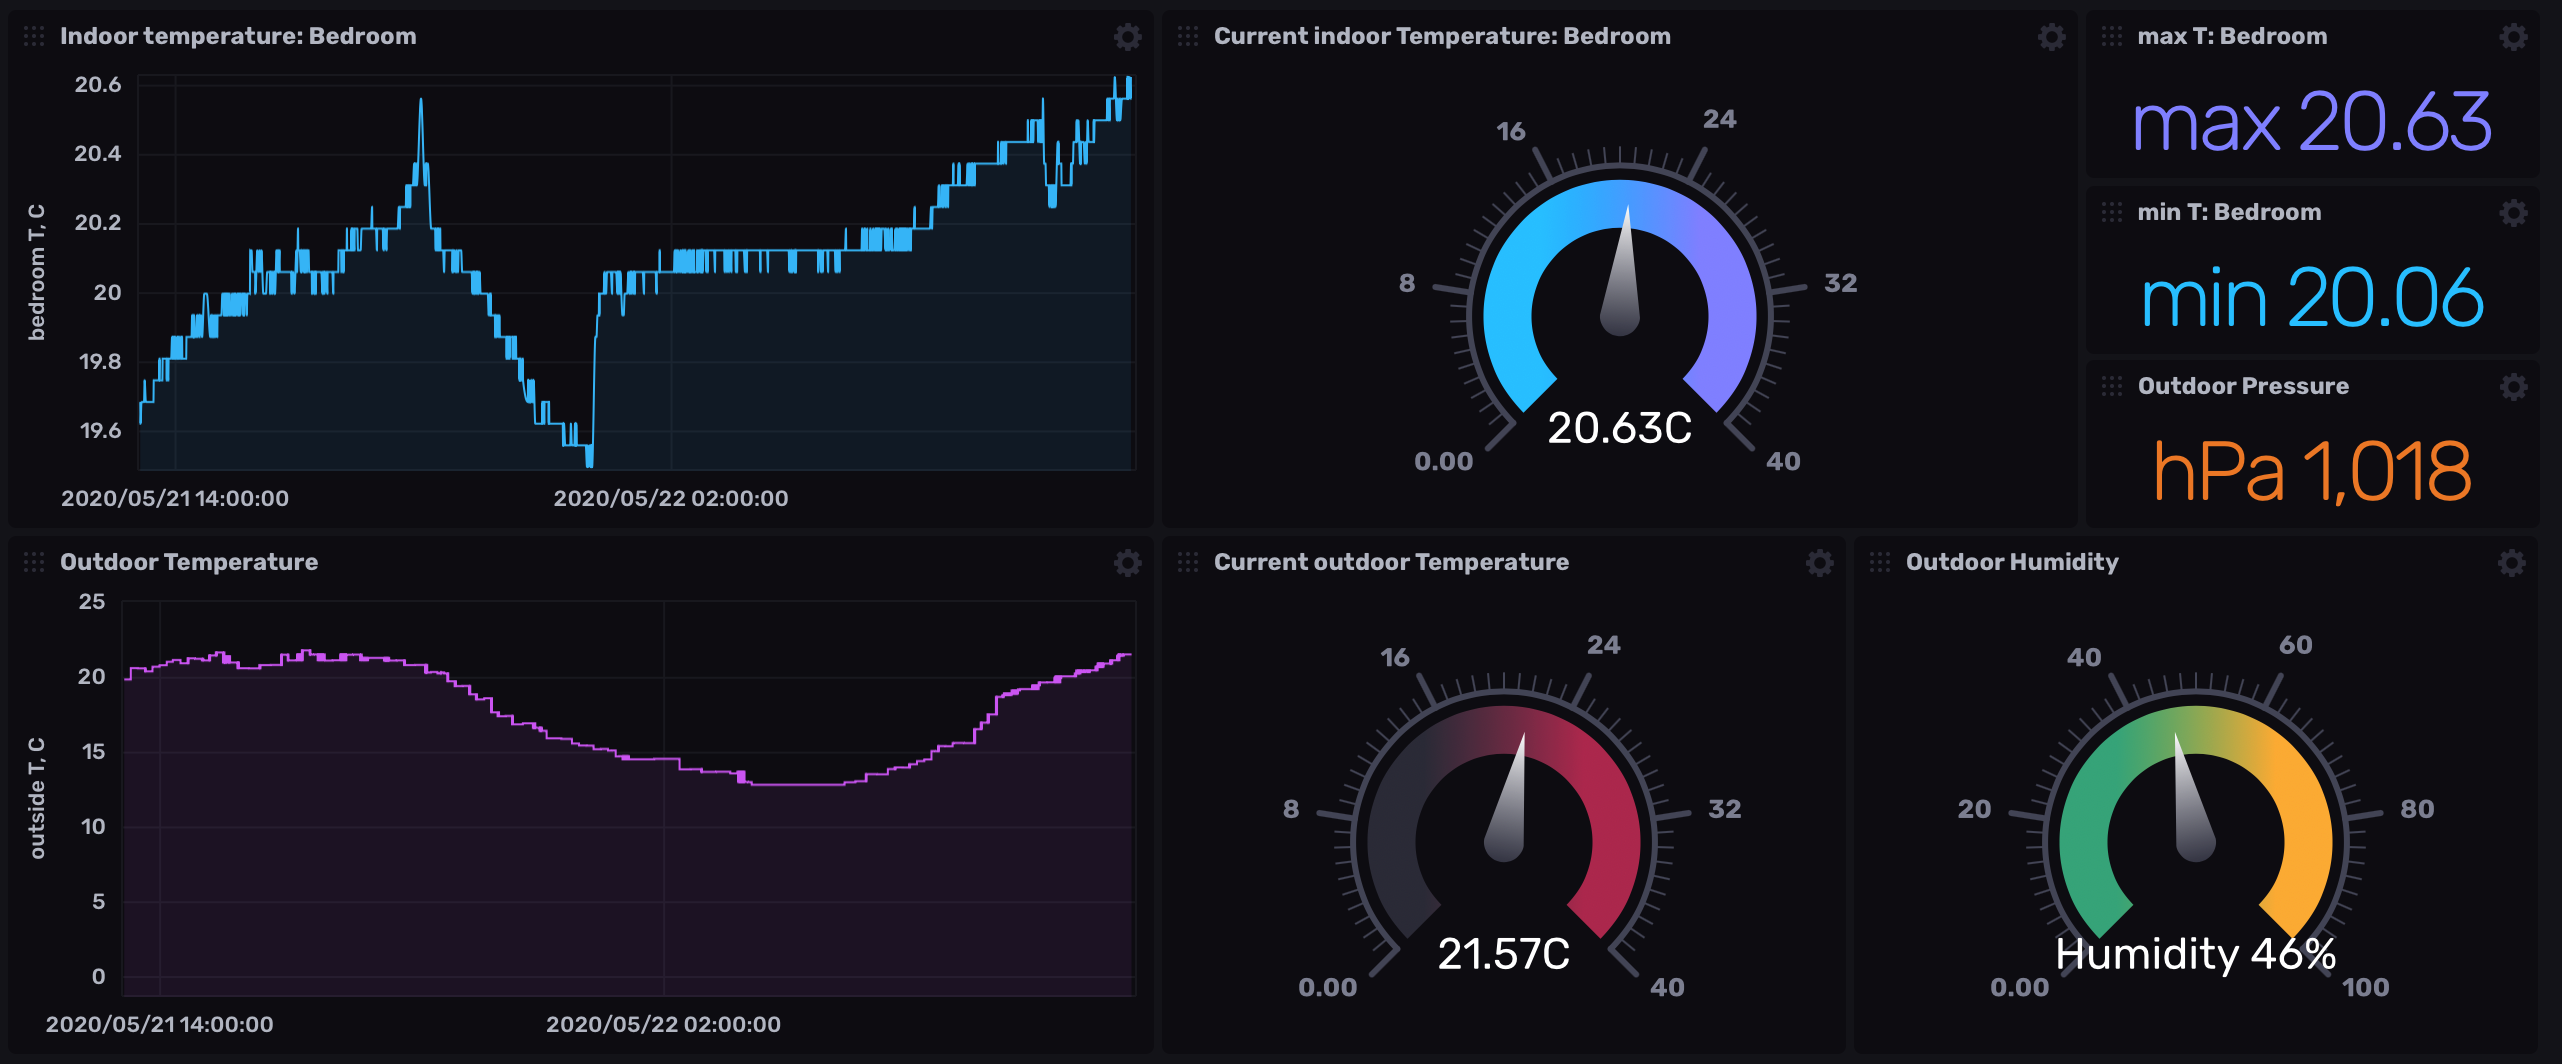 Indoor temperature: Bedroom
20.6
20.4
20.2
20
19.8
19.6
bedroom T, C
2020/05/21 14:00:00
2020/05/22 02:00:00
Current indoor Temperature: Bedroom
0.00
8
16
24
32
40
20.63C
max T: Bedroom
max 20.63
min T: Bedroom
min 20.06
Outdoor Pressure
hPa 1,018
Outdoor Temperature
25
20
15
10
5
0
outside T, C
2020/05/21 14:00:00
2020/05/22 02:00:00
Current outdoor Temperature
0.00
8
16
24
32
40
21.57C
Outdoor Humidity
0.00
20
40
60
80
100
Humidity 46%